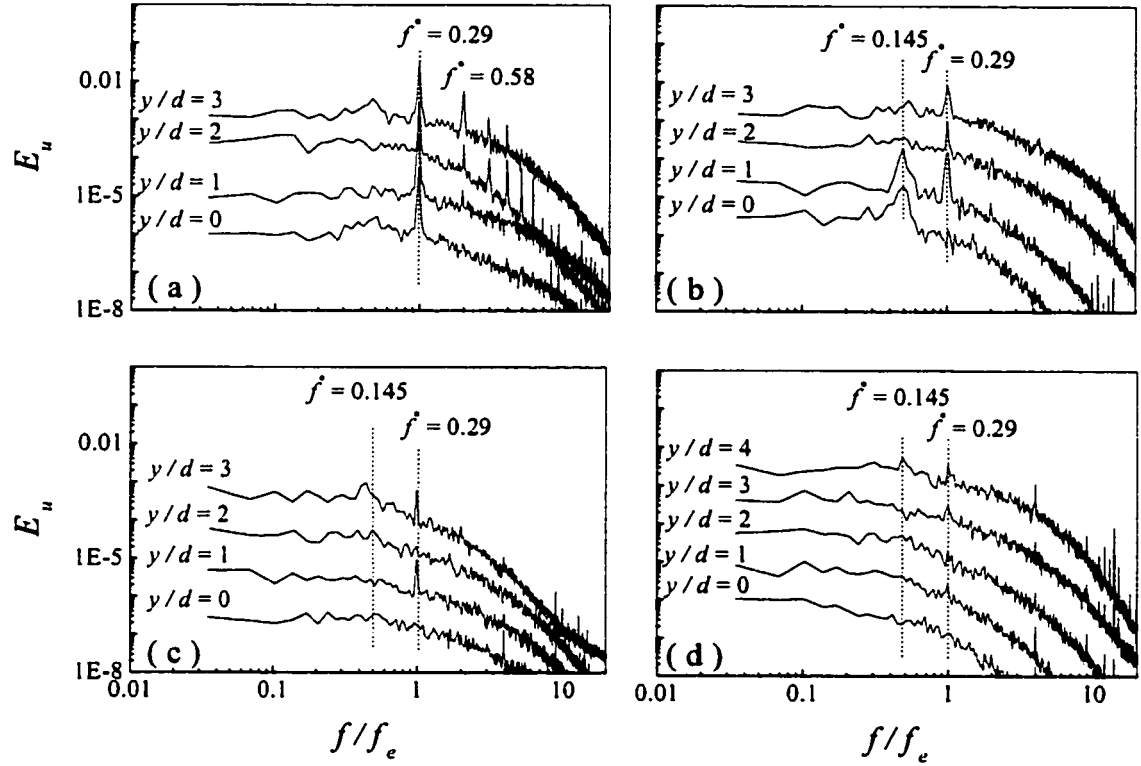 f* = 0.29
f* = 0.58
0.01
y/d = 3
y/d = 2
y/d = 1
y/d = 0
1E-5
1E-8
E_u
(a)
f* = 0.145
f* = 0.29
y/d = 3
y/d = 2
y/d = 1
y/d = 0
(b)
f* = 0.145
f* = 0.29
0.01
y/d = 3
y/d = 2
y/d = 1
y/d = 0
1E-5
1E-8
E_u
(c)
0.01
0.1
1
10
f/f_e
f* = 0.145
f* = 0.29
y/d = 4
y/d = 3
y/d = 2
y/d = 1
y/d = 0
(d)
0.01
0.1
1
10
f/f_e